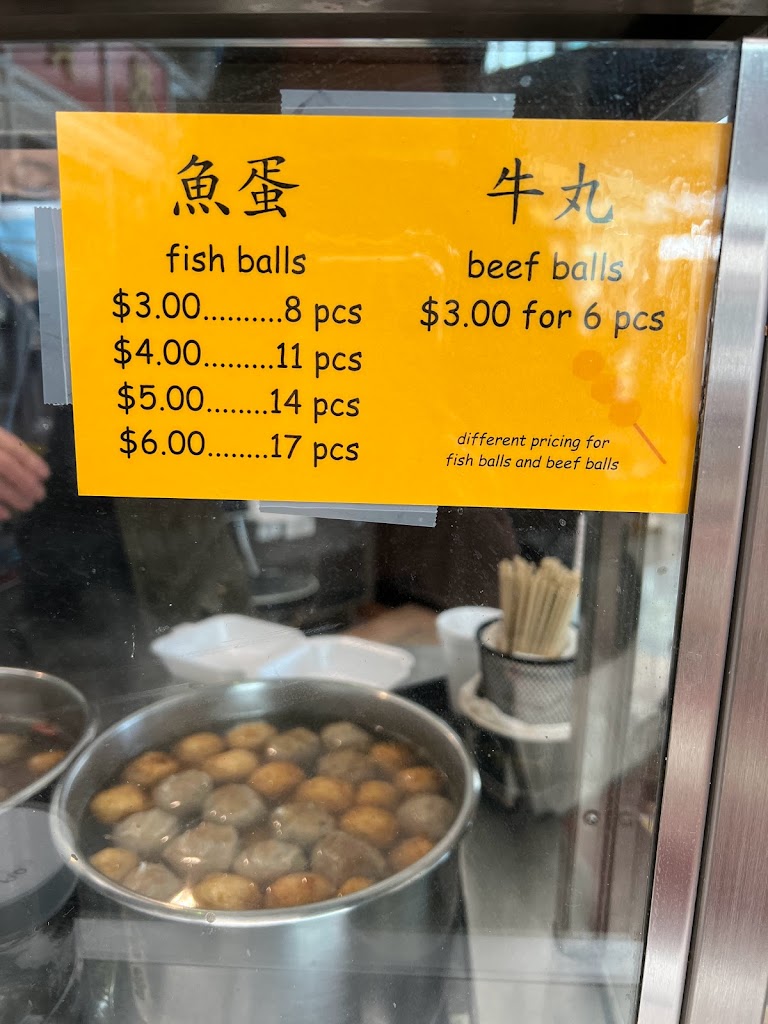 魚蛋
fish balls
$3.00..........8 pcs
$4.00.........11 pcs
$5.00........14 pcs
$6.00........17 pcs
牛丸
beef balls
$3.00 for 6 pcs
different pricing for
fish balls and beef balls